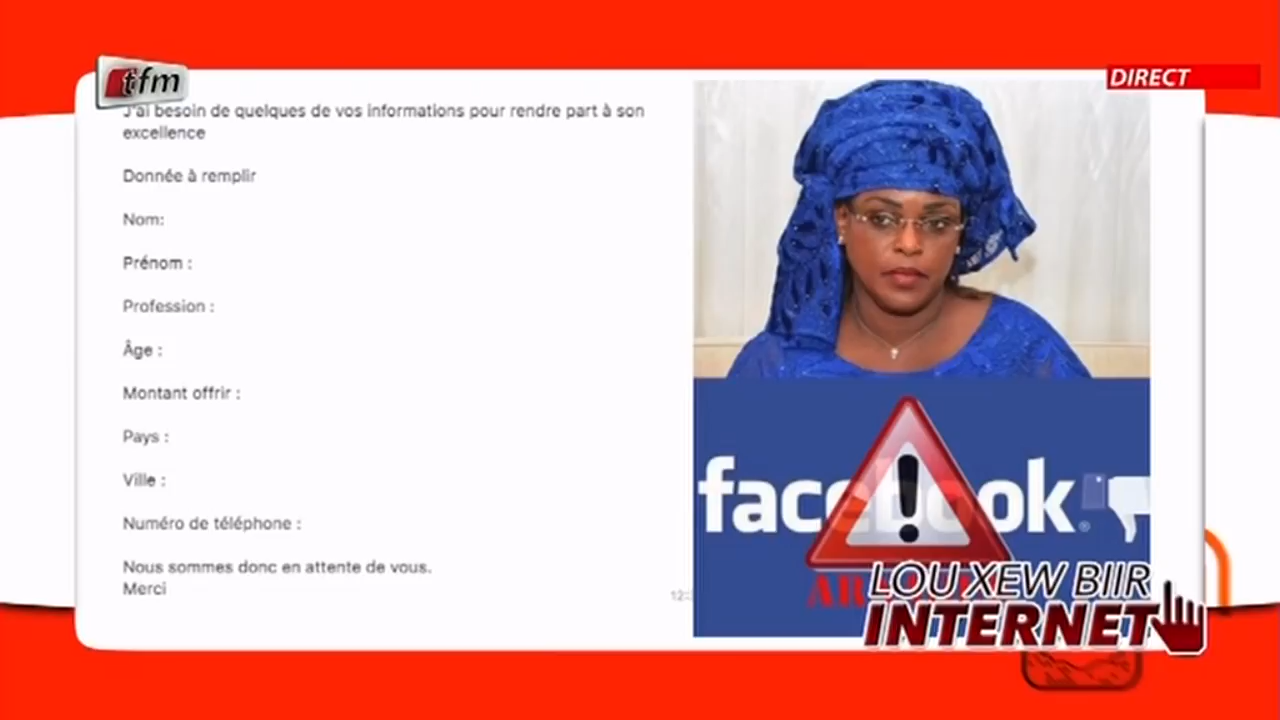 tfm
DIRECT
J'ai besoin de quelques de vos informations pour rendre part à son
excellence
Donnée à remplir
Nom:
Prénom :
Profession :
Âge :
Montant offrir :
Pays :
Ville :
Numéro de téléphone :
Nous sommes donc en attente de vous.
Merci
facebook
LOU XEW BIIR
INTERNET